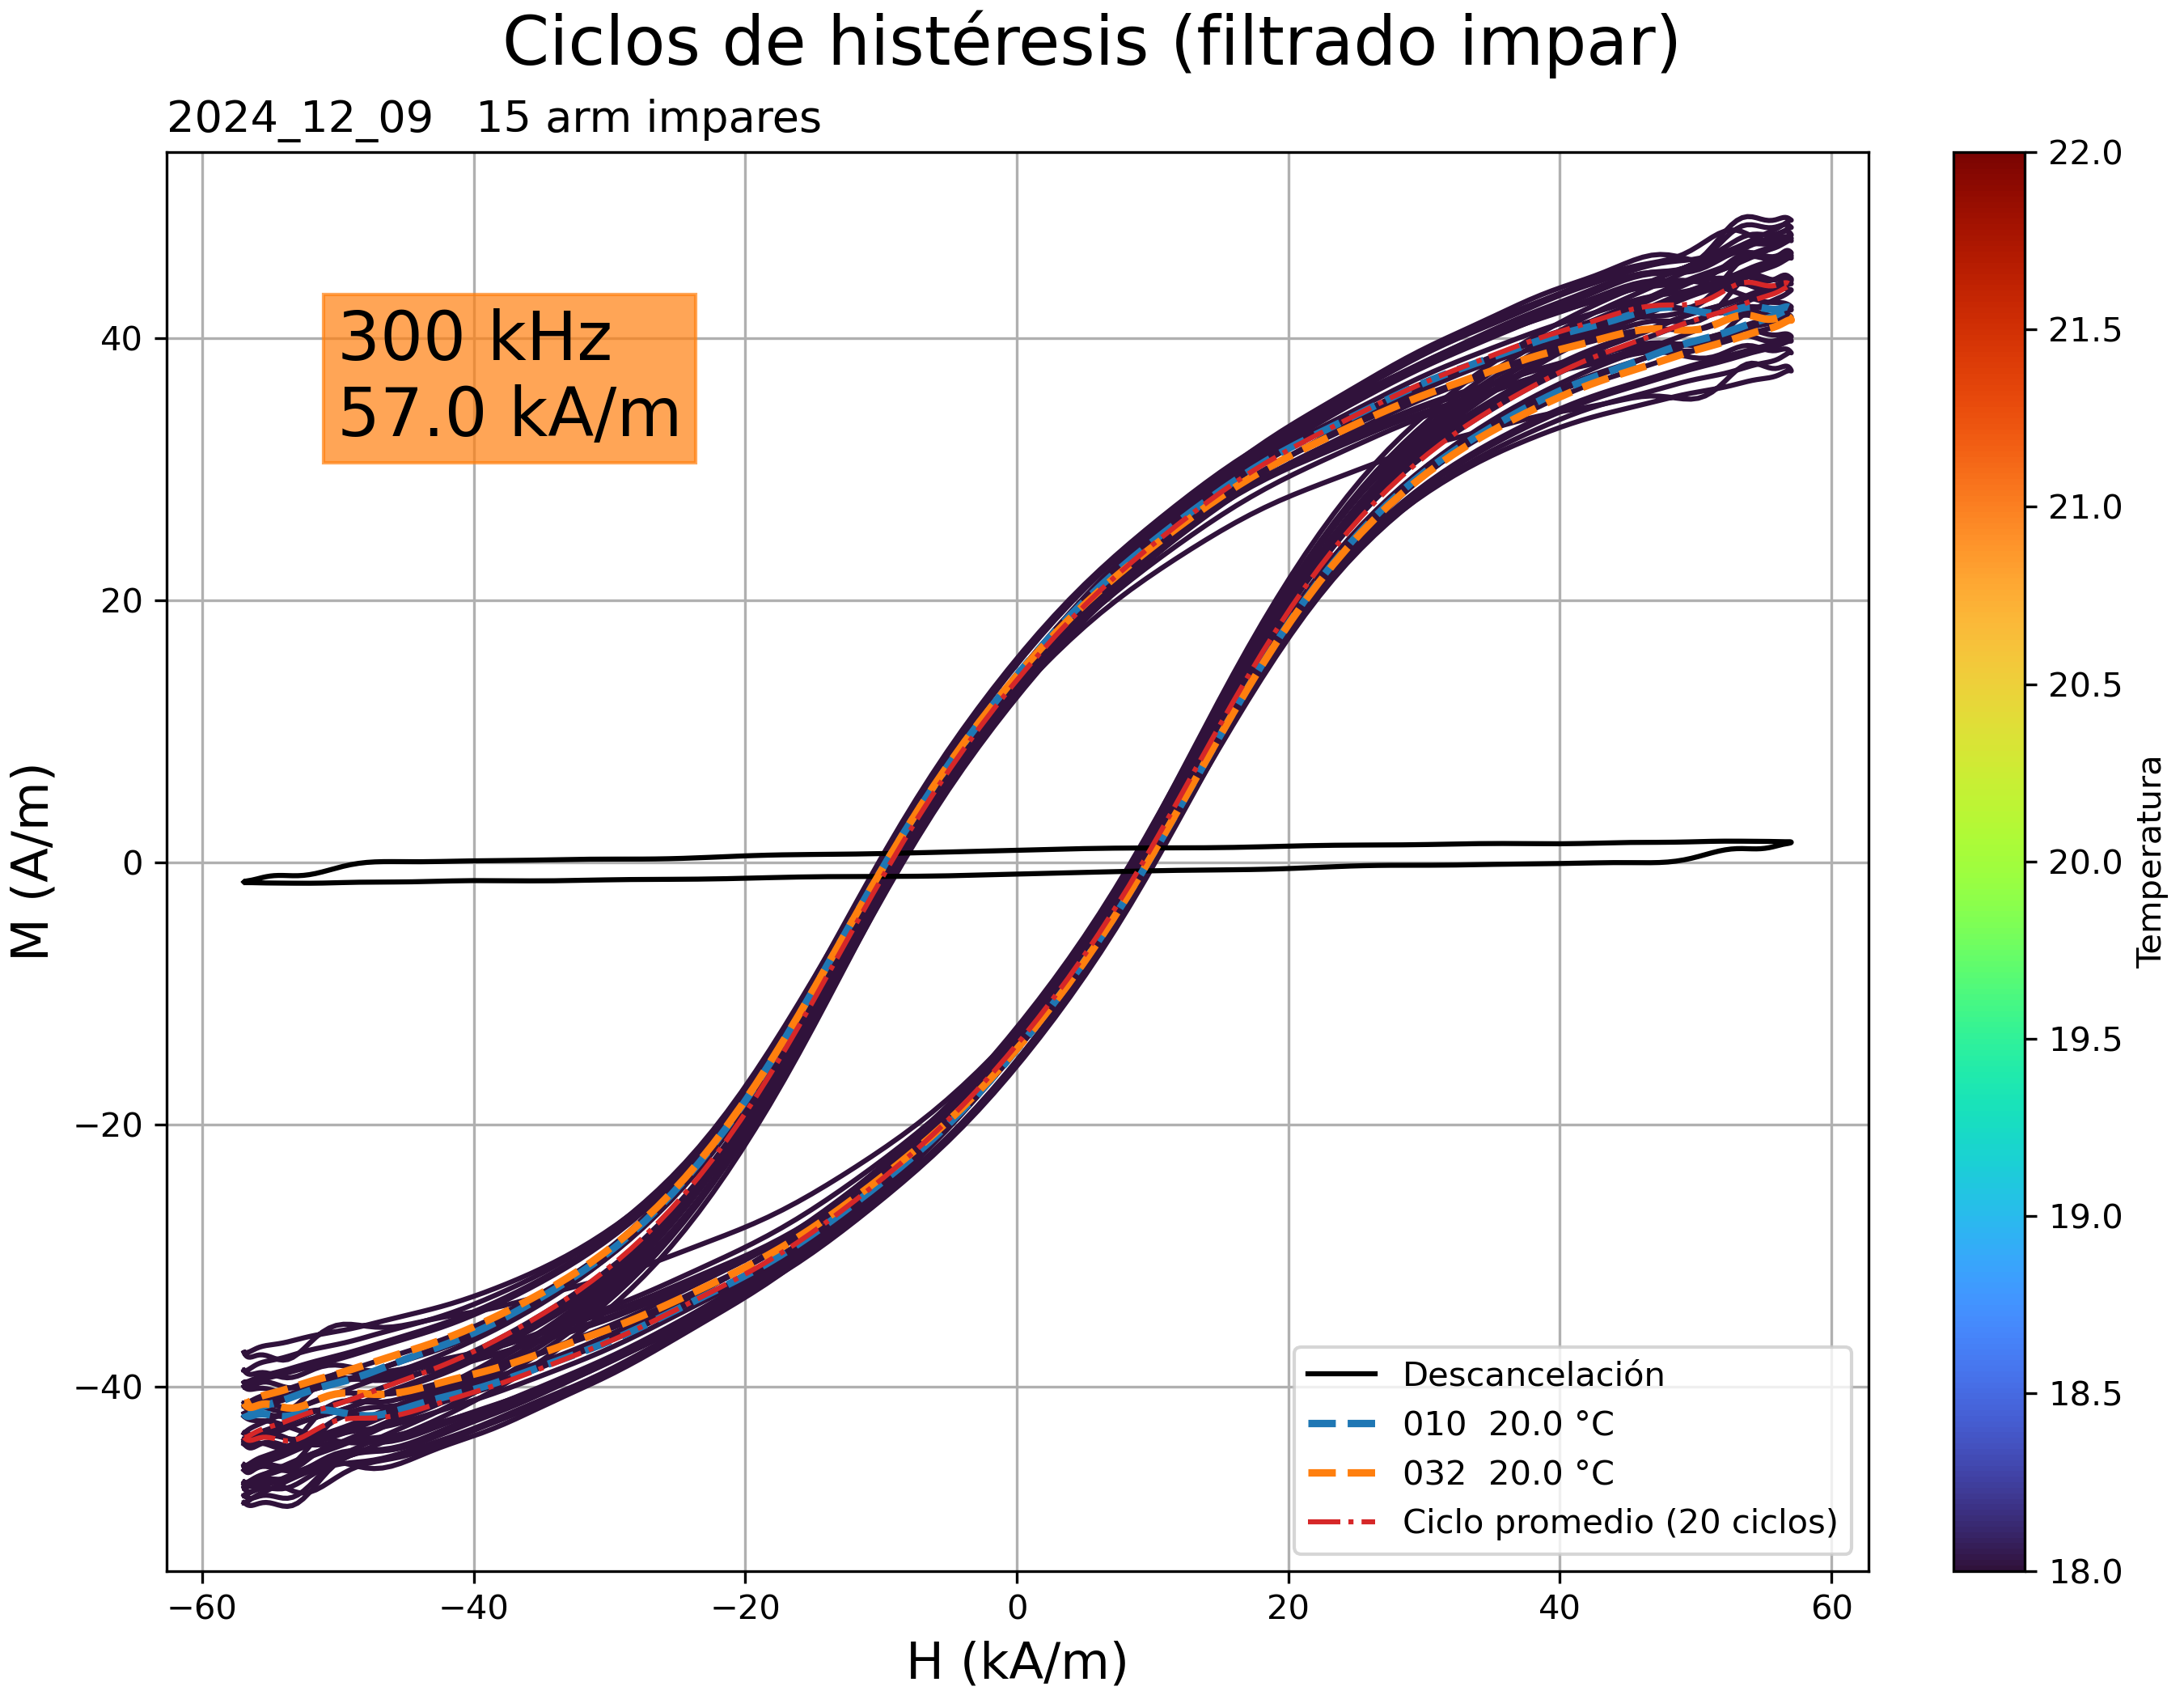 Ciclos de histéresis (filtrado impar)
2024_12_09   15 arm impares
300 kHz
57.0 kA/m
M (A/m)
40
20
0
−20
−40
−60
−40
−20
0
20
40
60
H (kA/m)
Descancelación
010  20.0 °C
032  20.0 °C
Ciclo promedio (20 ciclos)
22.0
21.5
21.0
20.5
20.0
19.5
19.0
18.5
18.0
Temperatura